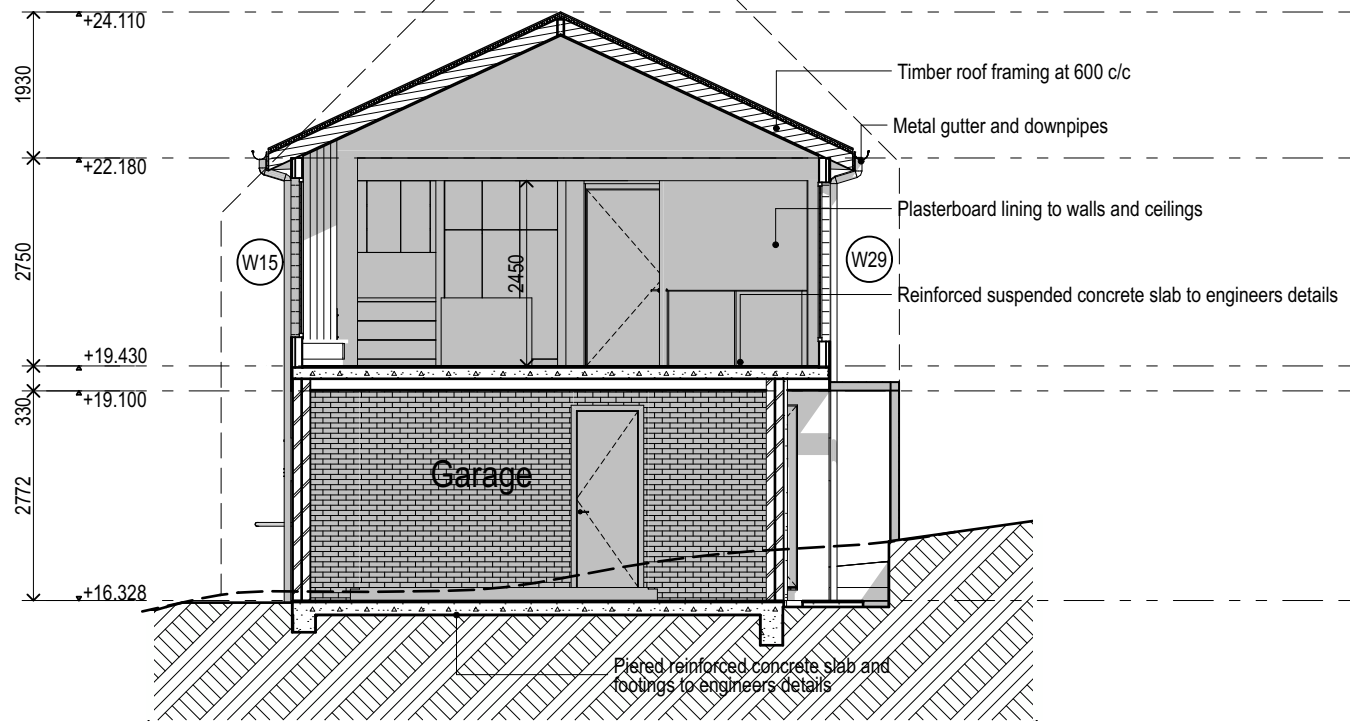 +24.110
1930
Timber roof framing at 600 c/c
Metal gutter and downpipes
+22.180
Plasterboard lining to walls and ceilings
2750
W15
2450
W29
Reinforced suspended concrete slab to engineers details
+19.430
330
+19.100
Garage
2772
+16.328
Piered reinforced concrete slab and
footings to engineers details